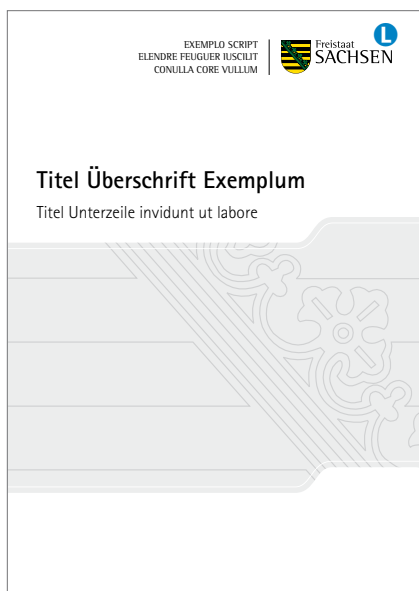 L
EXEMPLO SCRIPT
ELENDRE FEUGUER IUSCILIT
CONULLA CORE VULLUM
Freistaat
SACHSEN
Titel Überschrift Exemplum
Titel Unterzeile invidunt ut labore